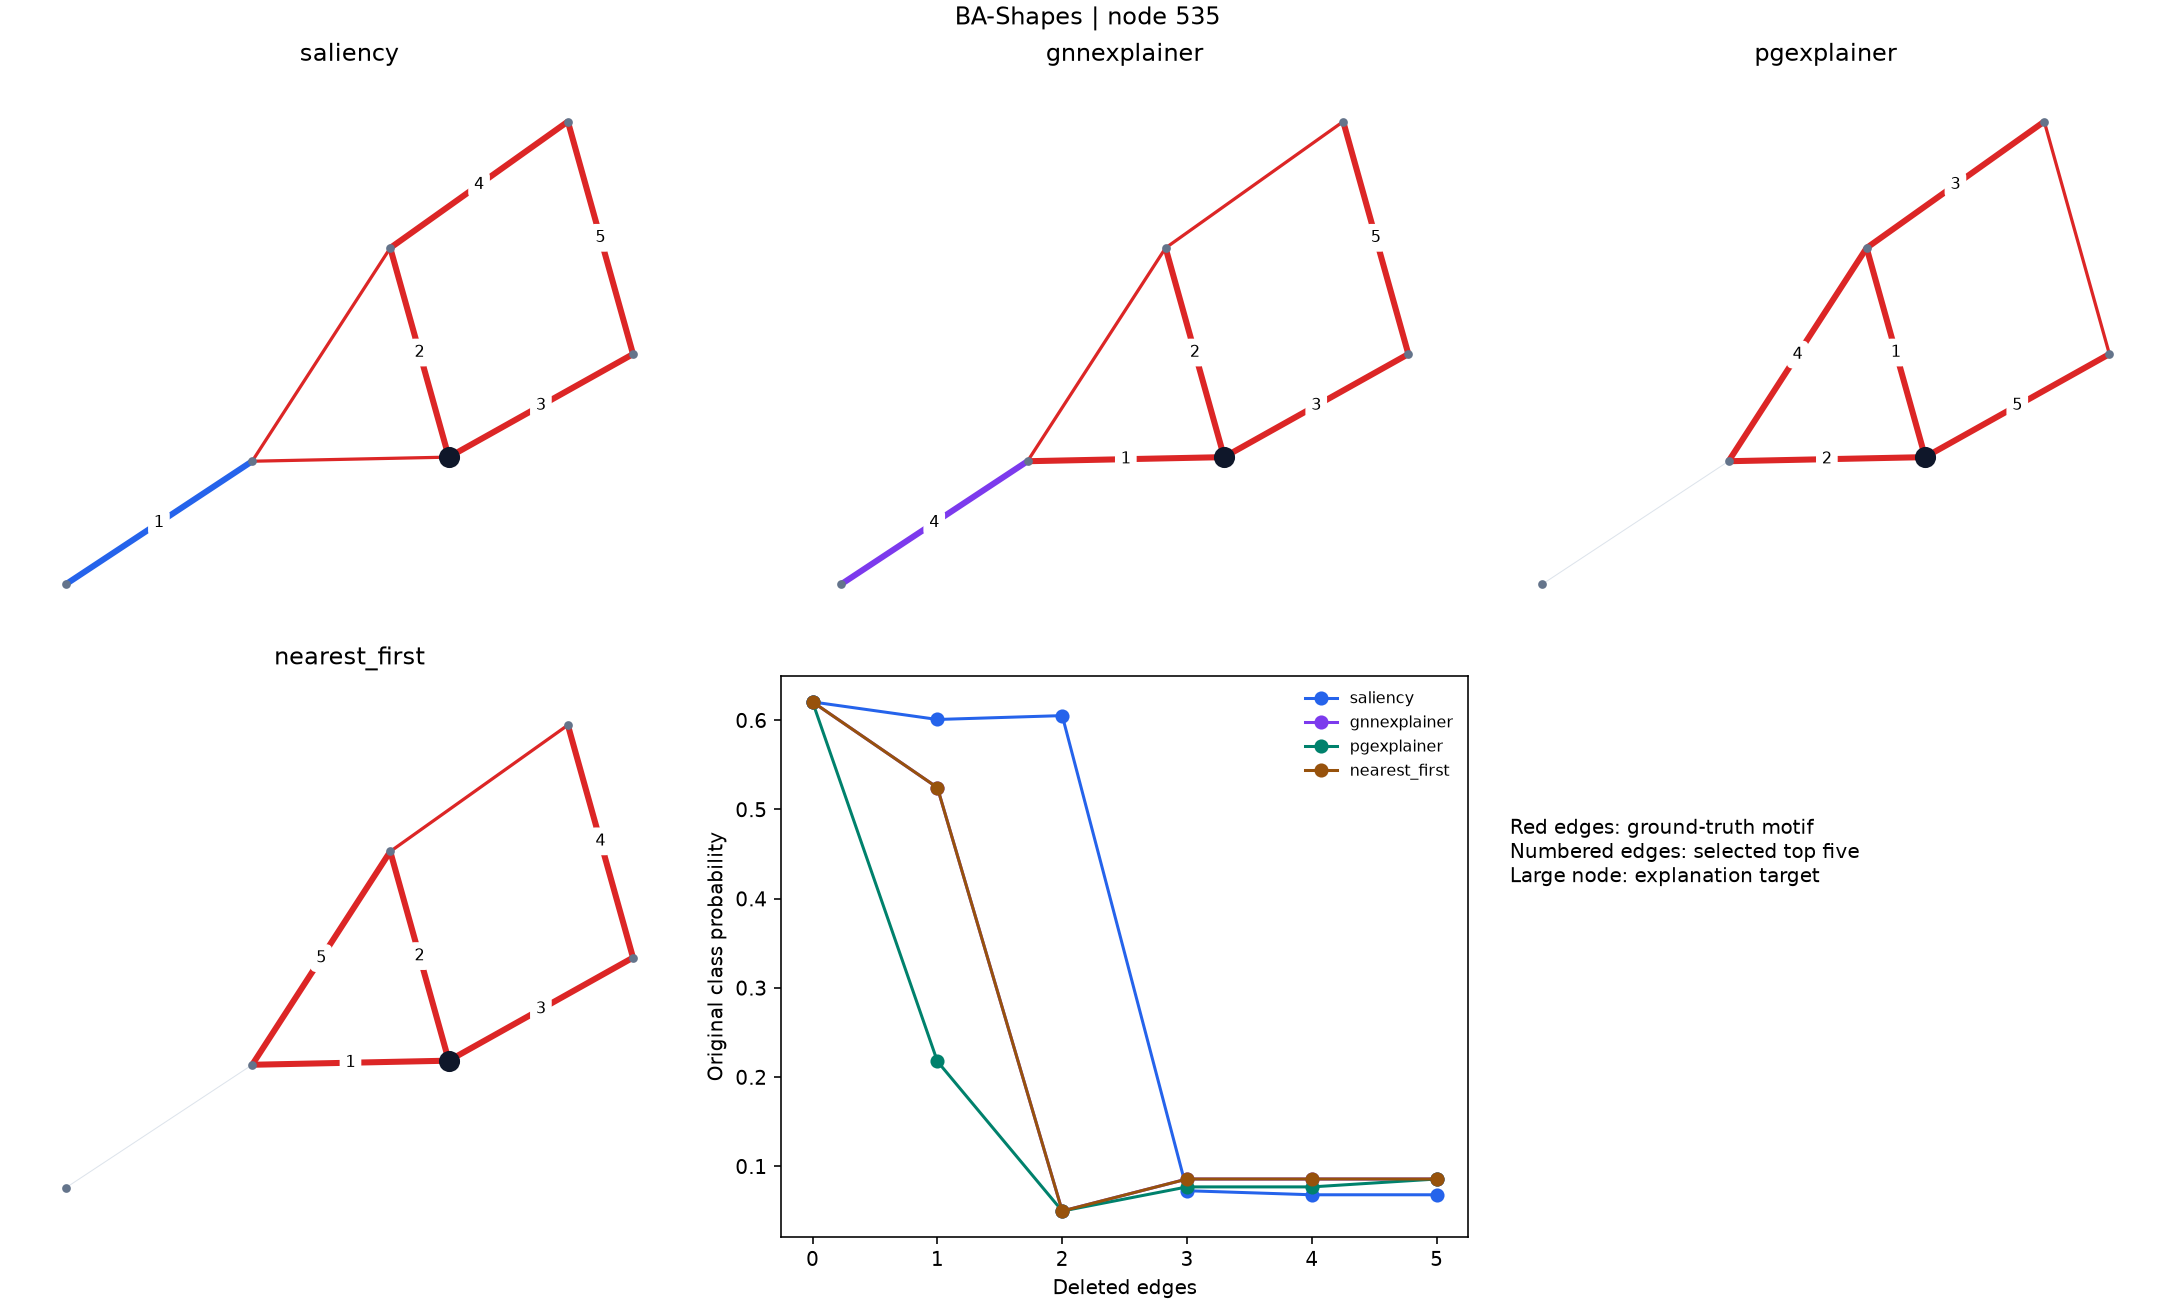 BA-Shapes | node 535
saliency
4
5
2
3
1
gnnexplainer
5
2
3
1
4
pgexplainer
3
4
1
5
2
nearest_first
4
5
2
3
1
Original class probability
0.6
0.5
0.4
0.3
0.2
0.1
0
1
2
3
4
5
Deleted edges
saliency
gnnexplainer
pgexplainer
nearest_first
Red edges: ground-truth motif
Numbered edges: selected top five
Large node: explanation target